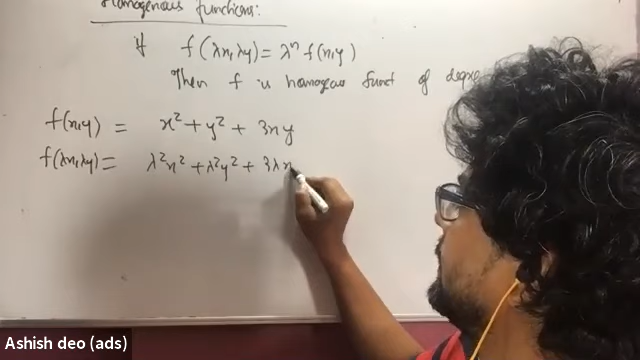 Homogenous functions:
If f(λx, λy) = λⁿ f(x, y)
Then f is homogeous funct of degre
f(x, y) = x² + y² + 3xy
f(λx, λy) = λ²x² + λ²y² + 3λx
Ashish deo (ads)